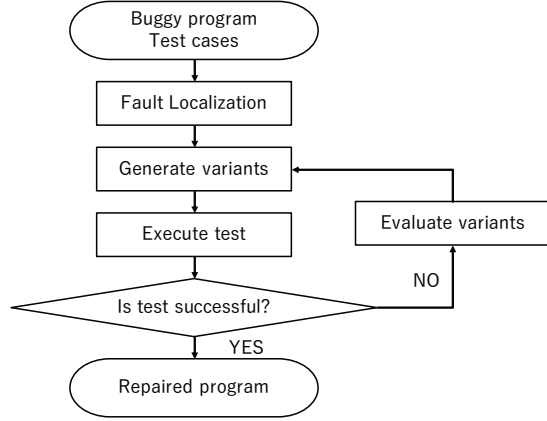 Buggy program
Test cases
Fault Localization
Generate variants
Execute test
Evaluate variants
Is test successful?
NO
YES
Repaired program